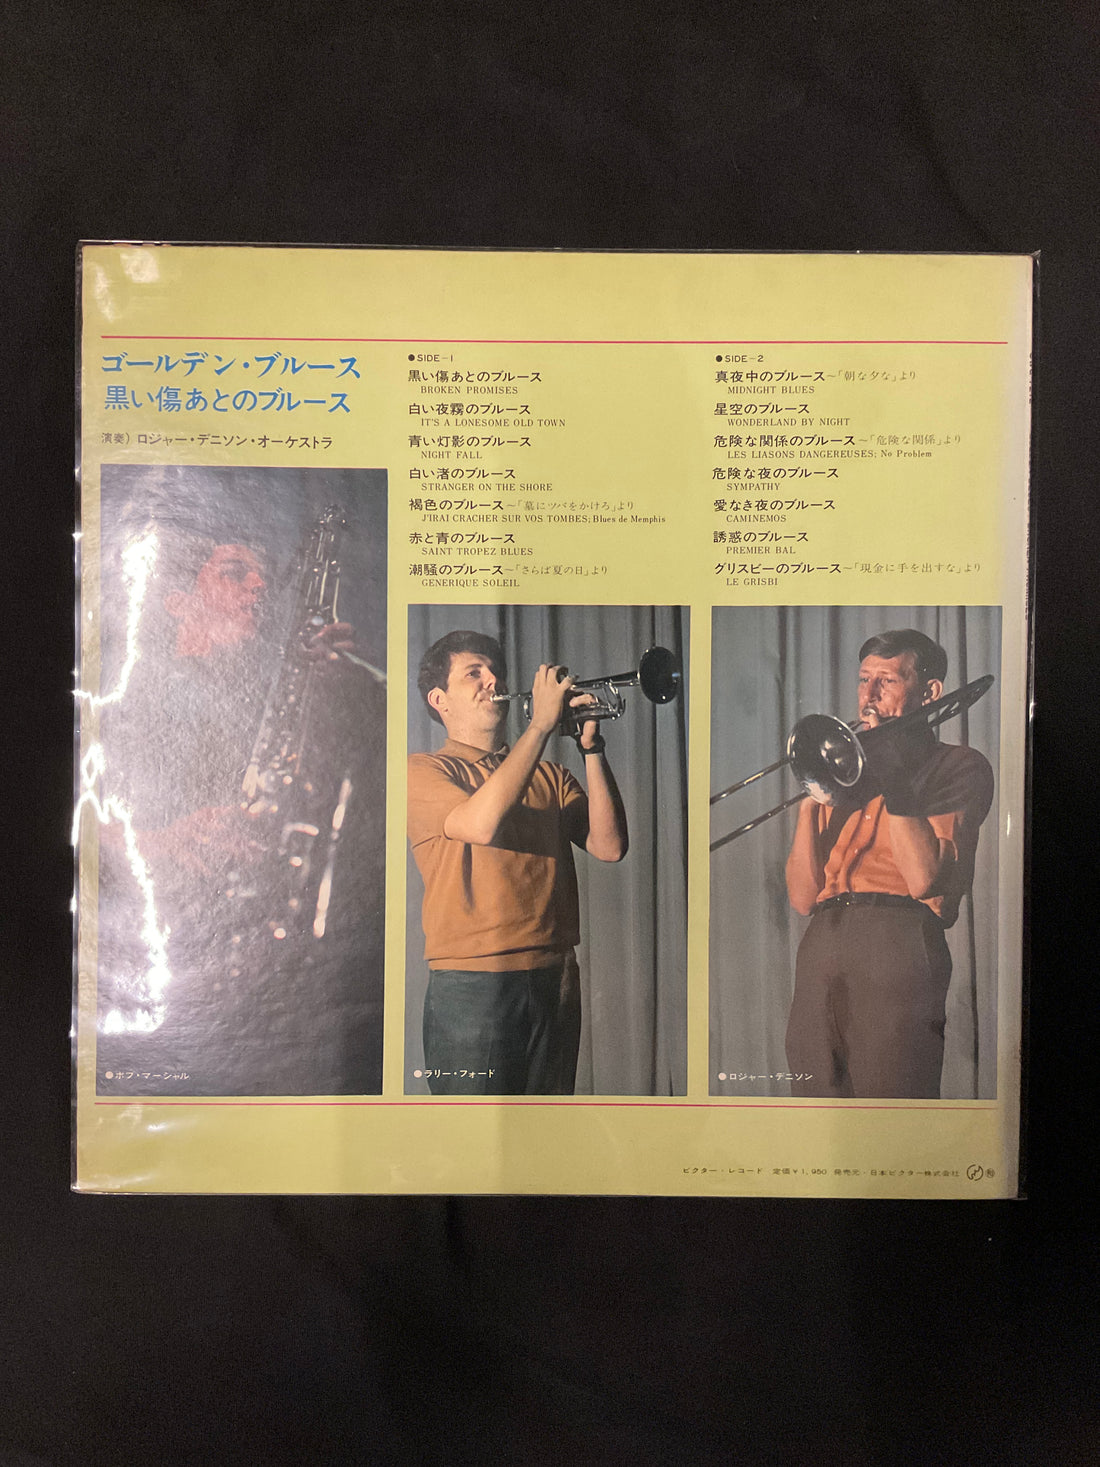 ゴールデン・ブルース
黒い傷あとのブルース
演奏) ロジャー・デニソン・オーケストラ
●SIDE-1
黒い傷あとのブルース
BROKEN PROMISES
白い夜霧のブルース
IT'S A LONESOME OLD TOWN
青い灯影のブルース
NIGHT FALL
白い渚のブルース
STRANGER ON THE SHORE
褐色のブルース~「墓にツバをかけろ」より
J'IRAI CRACHER SUR VOS TOMBES; Blues de Memphis
赤と青のブルース
SAINT TROPEZ BLUES
潮騒のブルース~「さらば夏の日」より
GENERIQUE SOLEIL
●SIDE-2
真夜中のブルース~「朝な夕な」より
MIDNIGHT BLUES
星空のブルース
WONDERLAND BY NIGHT
危険な関係のブルース~「危険な関係」より
LES LIASONS DANGEREUSES; No Problem
危険な夜のブルース
SYMPATHY
愛なき夜のブルース
CAMINEMOS
誘惑のブルース
PREMIER BAL
グリスビーのブルース~「現金に手を出すな」より
LE GRISBI
●ボブ・マーシャル
●ラリー・フォード
●ロジャー・デニソン
ビクター・レコード 定価¥1,950 発売元・日本ビクター株式会社